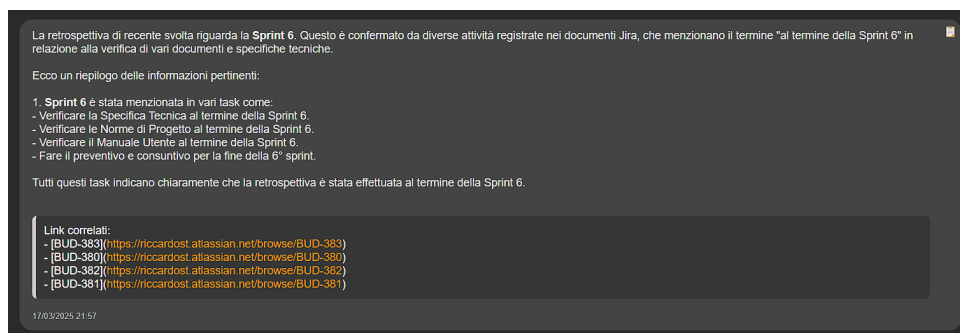 La retrospettiva di recente svolta riguarda la Sprint 6. Questo è confermato da diverse attività registrate nei documenti Jira, che menzionano il termine "al termine della Sprint 6" in
relazione alla verifica di vari documenti e specifiche tecniche.
Ecco un riepilogo delle informazioni pertinenti:
1. Sprint 6 è stata menzionata in vari task come:
- Verificare la Specifica Tecnica al termine della Sprint 6.
- Verificare le Norme di Progetto al termine della Sprint 6.
- Verificare il Manuale Utente al termine della Sprint 6.
- Fare il preventivo e consuntivo per la fine della 6° sprint.
Tutti questi task indicano chiaramente che la retrospettiva è stata effettuata al termine della Sprint 6.
Link correlati:
- [BUD-383](https://riccardost.atlassian.net/browse/BUD-383)
- [BUD-380](https://riccardost.atlassian.net/browse/BUD-380)
- [BUD-382](https://riccardost.atlassian.net/browse/BUD-382)
- [BUD-381](https://riccardost.atlassian.net/browse/BUD-381)
17/03/2025 21:57